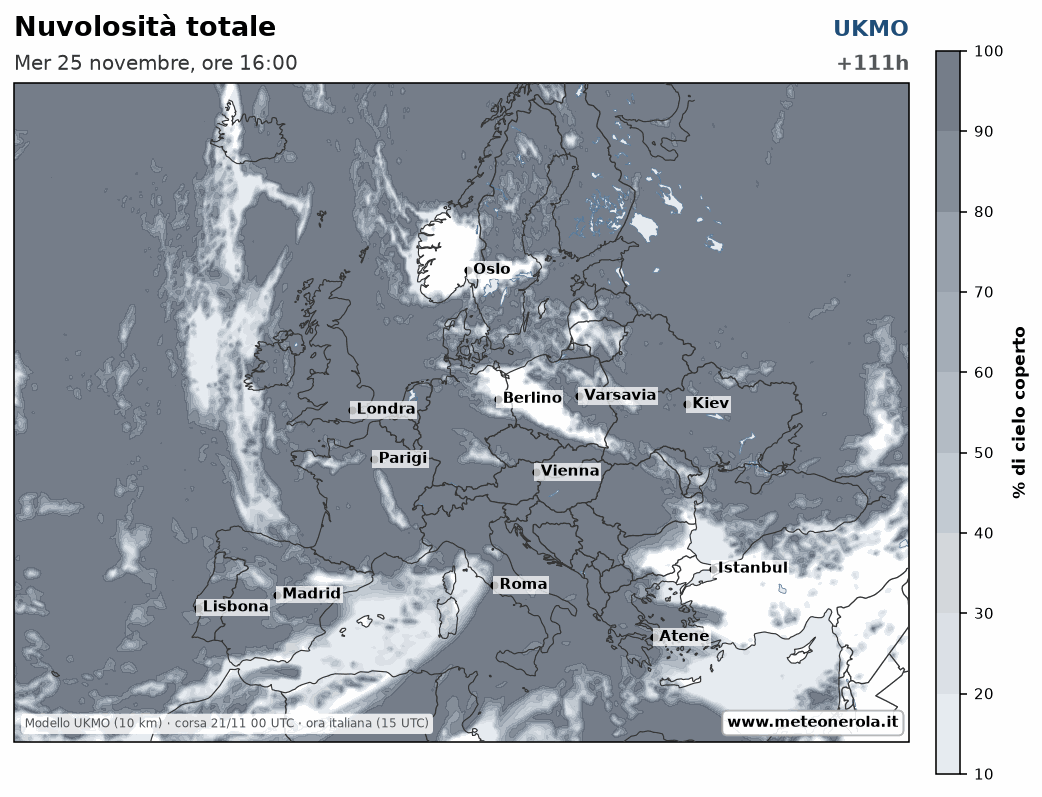 Nuvolosità totale
UKMO
Mer 25 novembre, ore 16:00
+111h
100
90
80
70
60
50
40
30
20
10
% di cielo coperto
Oslo
Berlino
Varsavia
Kiev
Londra
Parigi
Vienna
Istanbul
Roma
Madrid
Lisbona
Atene
Modello UKMO (10 km) · corsa 21/11 00 UTC · ora italiana (15 UTC)
www.meteonerola.it